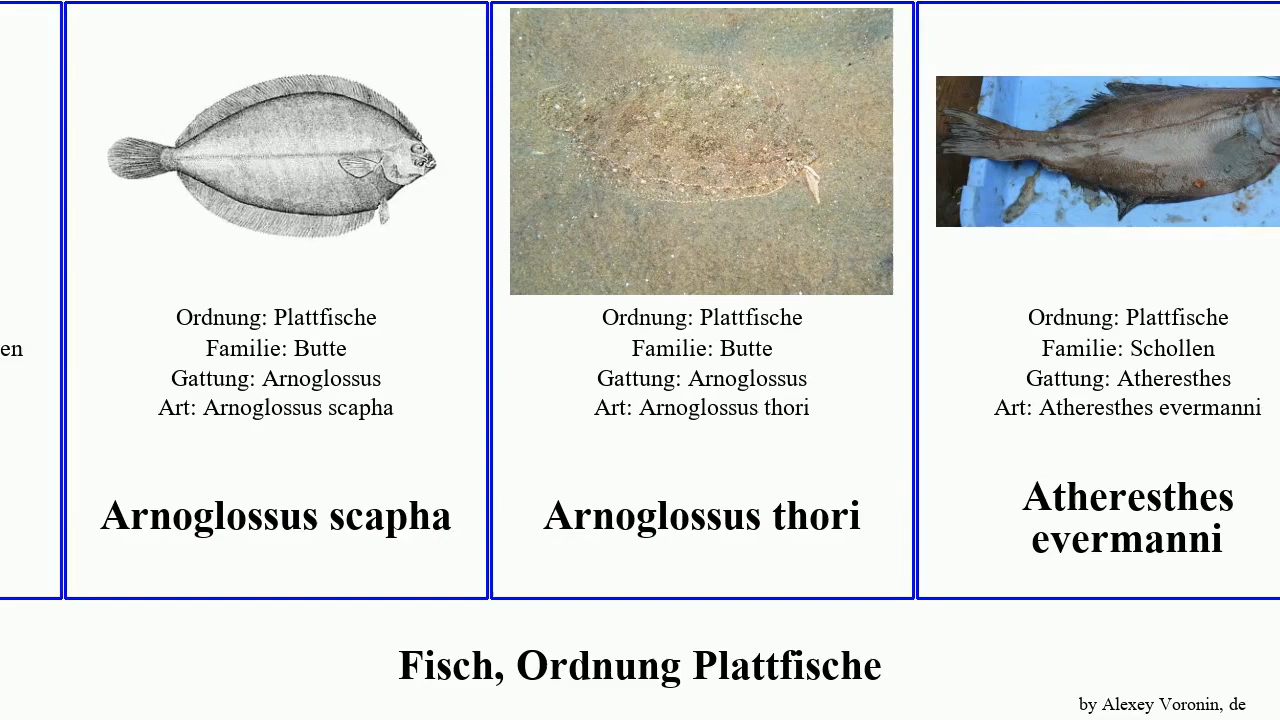 en
Ordnung: Plattfische
Familie: Butte
Gattung: Arnoglossus
Art: Arnoglossus scapha
Arnoglossus scapha
Ordnung: Plattfische
Familie: Butte
Gattung: Arnoglossus
Art: Arnoglossus thori
Arnoglossus thori
Ordnung: Plattfische
Familie: Schollen
Gattung: Atheresthes
Art: Atheresthes evermanni
Atheresthes
evermanni
Fisch, Ordnung Plattfische
by Alexey Voronin, de